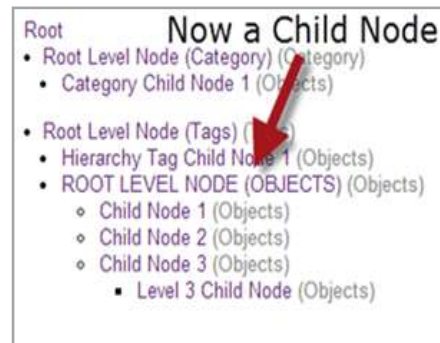 Now a Child Node
Root
Root Level Node (Category) (Category)
Category Child Node 1 (Objects)
Root Level Node (Tags) (Tags)
Hierarchy Tag Child Node 1 (Objects)
ROOT LEVEL NODE (OBJECTS) (Objects)
Child Node 1 (Objects)
Child Node 2 (Objects)
Child Node 3 (Objects)
Level 3 Child Node (Objects)